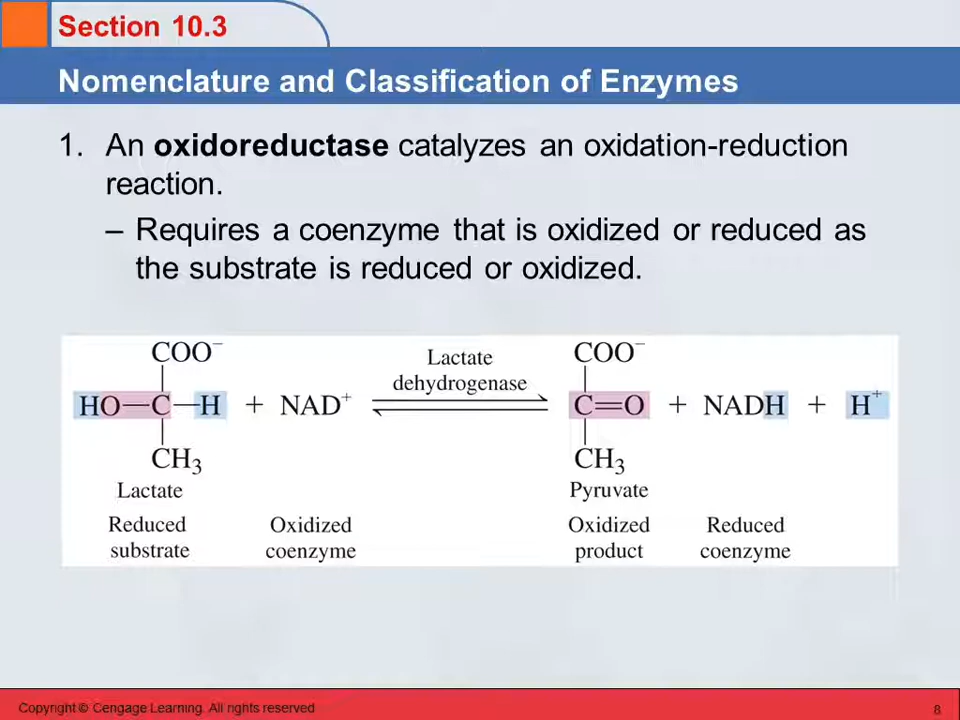 Section 10.3
Nomenclature and Classification of Enzymes
1. An oxidoreductase catalyzes an oxidation-reduction
reaction.
– Requires a coenzyme that is oxidized or reduced as
the substrate is reduced or oxidized.
COO⁻ Lactate COO⁻
dehydrogenase
HO—C—H + NAD⁺ ⇌ C=O + NADH + H⁺
CH₃ CH₃
Lactate Pyruvate
Reduced Oxidized Oxidized Reduced
substrate coenzyme product coenzyme
Copyright © Cengage Learning. All rights reserved 8